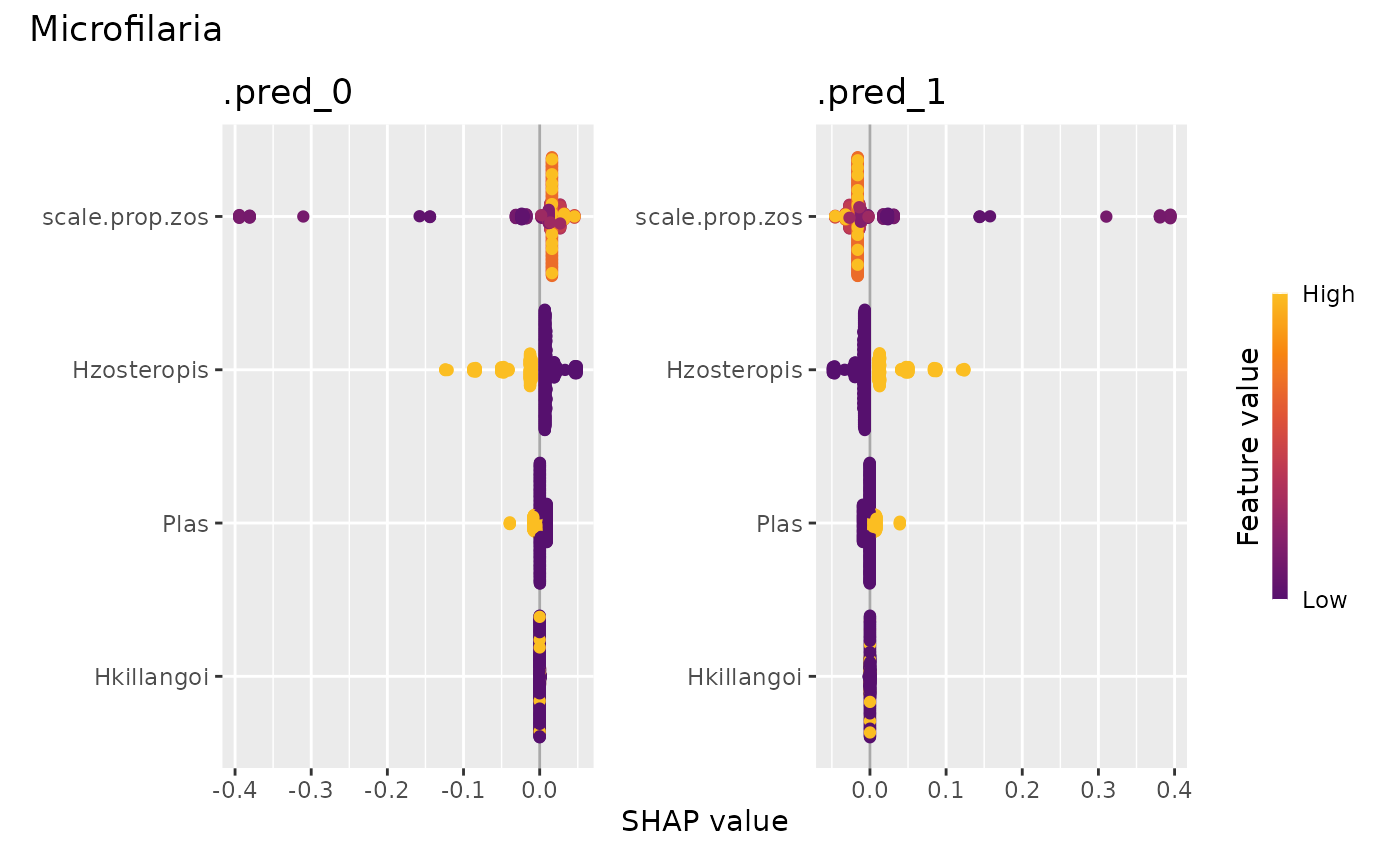 Microfilaria
.pred_0
.pred_1
scale.prop.zos
Hzosteropis
Plas
Hkillangoi
scale.prop.zos
Hzosteropis
Plas
Hkillangoi
-0.4 -0.3 -0.2 -0.1 0.0
0.0 0.1 0.2 0.3 0.4
SHAP value
Feature value
High
Low